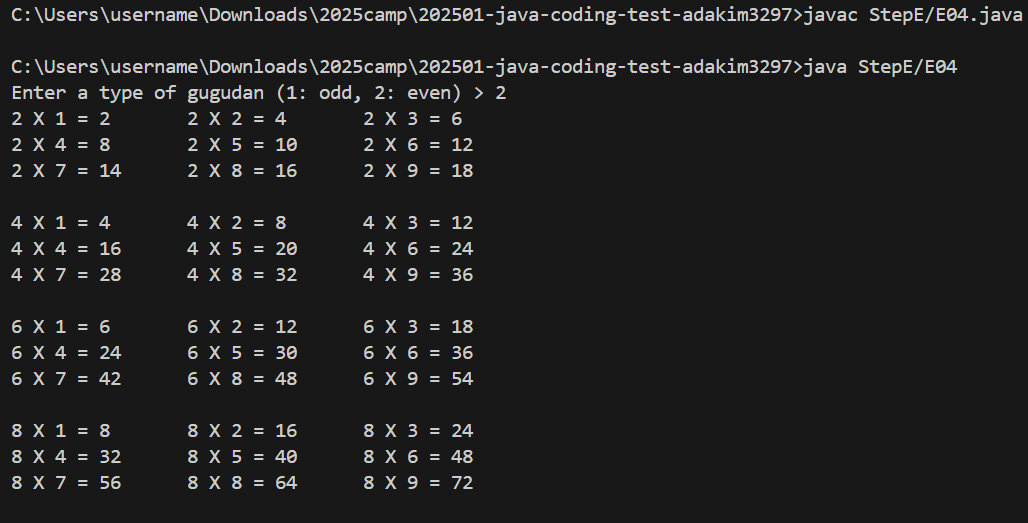 C:\Users\username\Downloads\2025camp\202501-java-coding-test-adakim3297>javac StepE/E04.java
C:\Users\username\Downloads\2025camp\202501-java-coding-test-adakim3297>java StepE/E04
Enter a type of gugudan (1: odd, 2: even) > 2
2 X 1 = 2       2 X 2 = 4       2 X 3 = 6
2 X 4 = 8       2 X 5 = 10      2 X 6 = 12
2 X 7 = 14      2 X 8 = 16      2 X 9 = 18
4 X 1 = 4       4 X 2 = 8       4 X 3 = 12
4 X 4 = 16      4 X 5 = 20      4 X 6 = 24
4 X 7 = 28      4 X 8 = 32      4 X 9 = 36
6 X 1 = 6       6 X 2 = 12      6 X 3 = 18
6 X 4 = 24      6 X 5 = 30      6 X 6 = 36
6 X 7 = 42      6 X 8 = 48      6 X 9 = 54
8 X 1 = 8       8 X 2 = 16      8 X 3 = 24
8 X 4 = 32      8 X 5 = 40      8 X 6 = 48
8 X 7 = 56      8 X 8 = 64      8 X 9 = 72